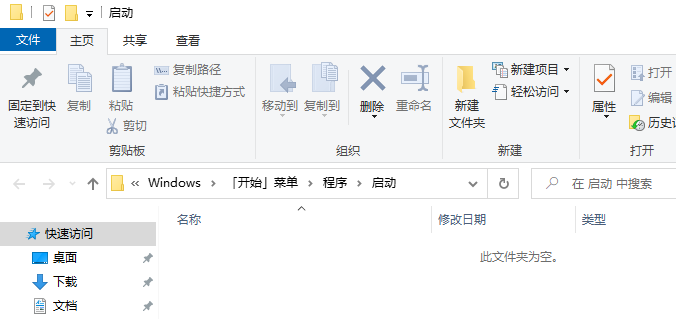 启动
文件 主页 共享 查看
固定到快速访问
复制
粘贴
复制路径
粘贴快捷方式
剪切
移动到
复制到
删除
重命名
新建文件夹
新建项目
轻松访问
属性
打开
编辑
剪贴板 组织 新建 打开
« Windows > 「开始」菜单 > 程序 > 启动
在 启动 中搜索
名称 修改日期 类型
快速访问
此文件夹为空。
桌面
下载
文档